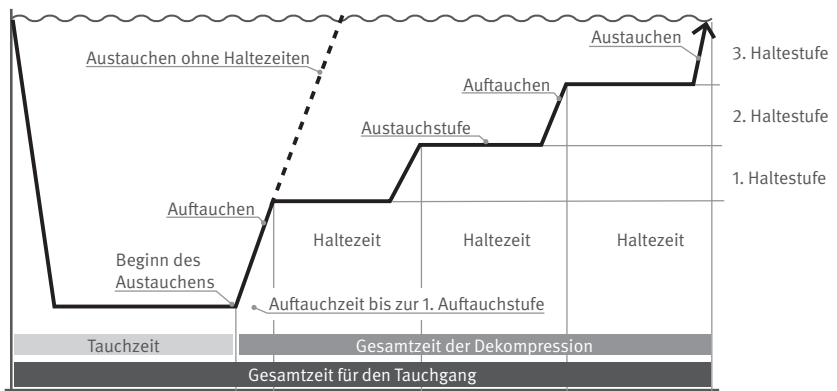 Austauchen
Austauchen ohne Haltezeiten
3. Haltestufe
Auftauchen
2. Haltestufe
Austauchstufe
1. Haltestufe
Auftauchen
Haltezeit
Haltezeit
Haltezeit
Beginn des
Austauchens
Auftauchzeit bis zur 1. Auftauchstufe
Tauchzeit
Gesamtzeit der Dekompression
Gesamtzeit für den Tauchgang